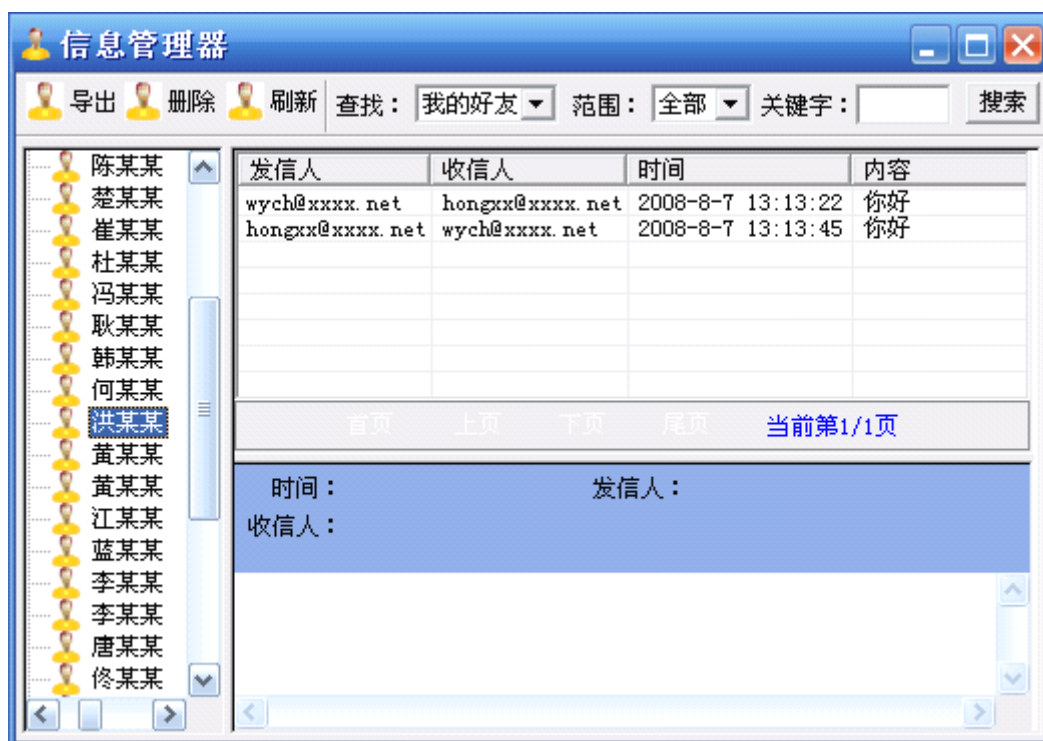 信息管理器
导出 删除 刷新 查找： 我的好友 范围： 全部 关键字： 搜索
陈某某
楚某某
崔某某
杜某某
冯某某
耿某某
韩某某
何某某
洪某某
黄某某
黄某某
江某某
蓝某某
李某某
李某某
唐某某
佟某某
发信人 收信人 时间 内容
wych@xxxx.net hongxx@xxxx.net 2008-8-7 13:13:22 你好
hongxx@xxxx.net wych@xxxx.net 2008-8-7 13:13:45 你好
首页 上页 下页 尾页 当前第1/1页
时间： 发信人：
收信人：